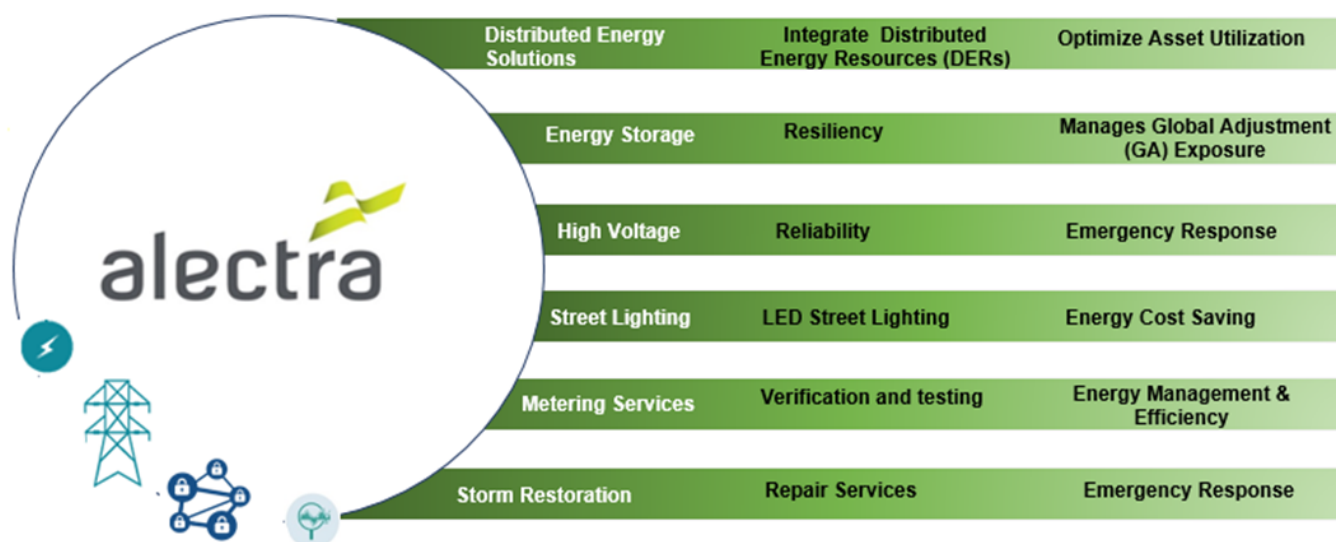 alectra
Distributed Energy
Solutions
Integrate Distributed
Energy Resources (DERs)
Optimize Asset Utilization
Energy Storage
Resiliency
Manages Global Adjustment
(GA) Exposure
High Voltage
Reliability
Emergency Response
Street Lighting
LED Street Lighting
Energy Cost Saving
Metering Services
Verification and testing
Energy Management &
Efficiency
Storm Restoration
Repair Services
Emergency Response